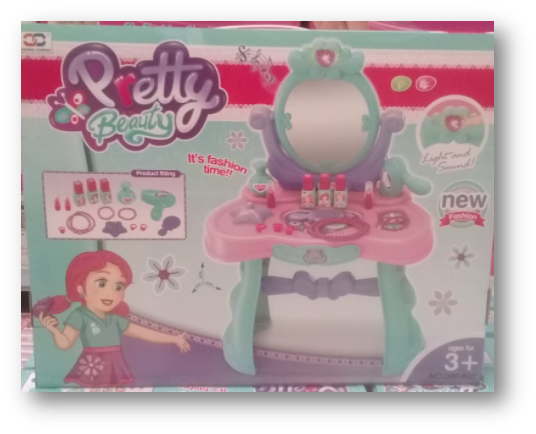 Pretty
Beauty
It's fashion
time!!
Product fitting
Light and
Sound!!
new
Fashion
ages for
3+